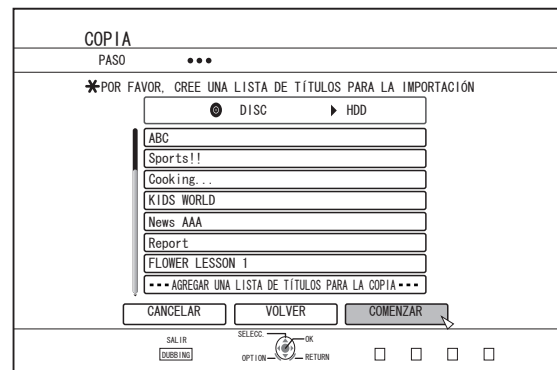 COPIA
PASO
POR FAVOR, CREE UNA LISTA DE TÍTULOS PARA LA IMPORTACIÓN
DISC HDD
ABC
Sports!!
Cooking...
KIDS WORLD
News AAA
Report
FLOWER LESSON 1
---AGREGAR UNA LISTA DE TÍTULOS PARA LA COPIA---
CANCELAR VOLVER COMENZAR
SALIR
DUBBING
SELECC.
OK
OPTION
RETURN